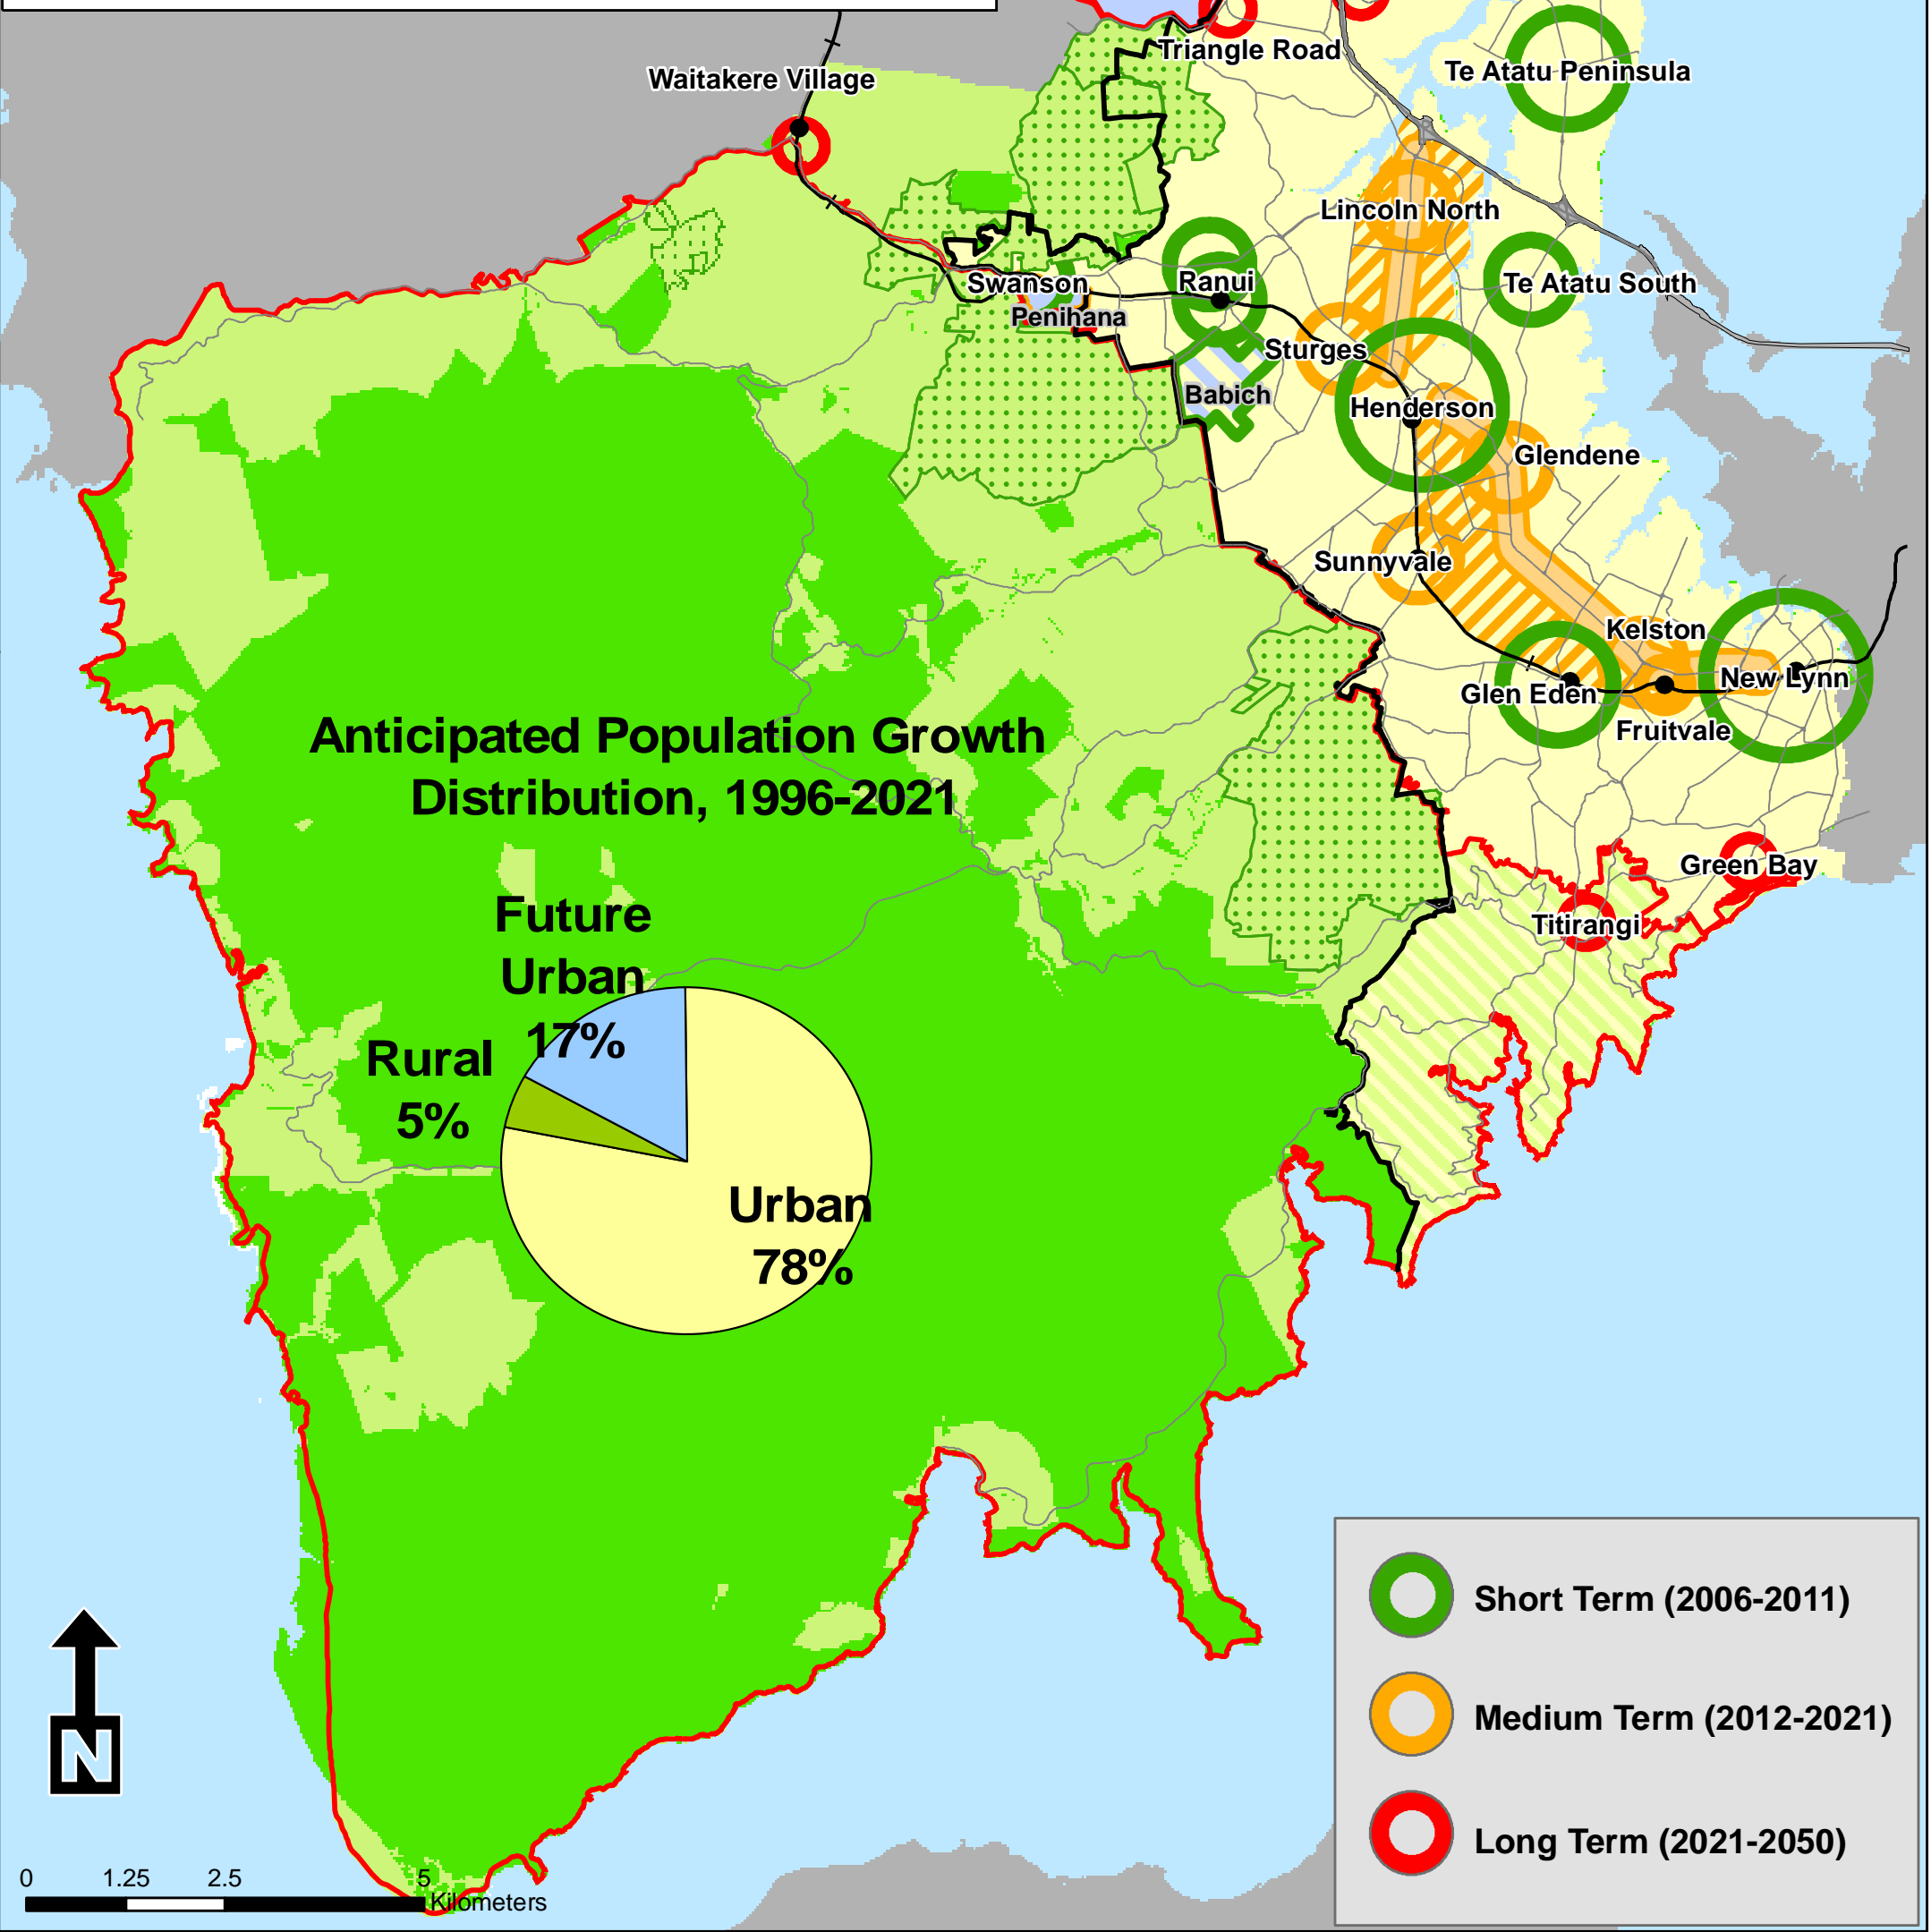 Triangle Road
Te Atatu Peninsula
Waitakere Village
Lincoln North
Swanson
Ranui
Te Atatu South
Penihana
Sturges
Babich
Henderson
Glendene
Sunnyvale
Kelston
Glen Eden
New Lynn
Fruitvale
Anticipated Population Growth
Distribution, 1996-2021
Green Bay
Titirangi
Future
Urban
17%
Rural
5%
Urban
78%
Short Term (2006-2011)
Medium Term (2012-2021)
Long Term (2021-2050)
N
0 1.25 2.5 5
Kilometers